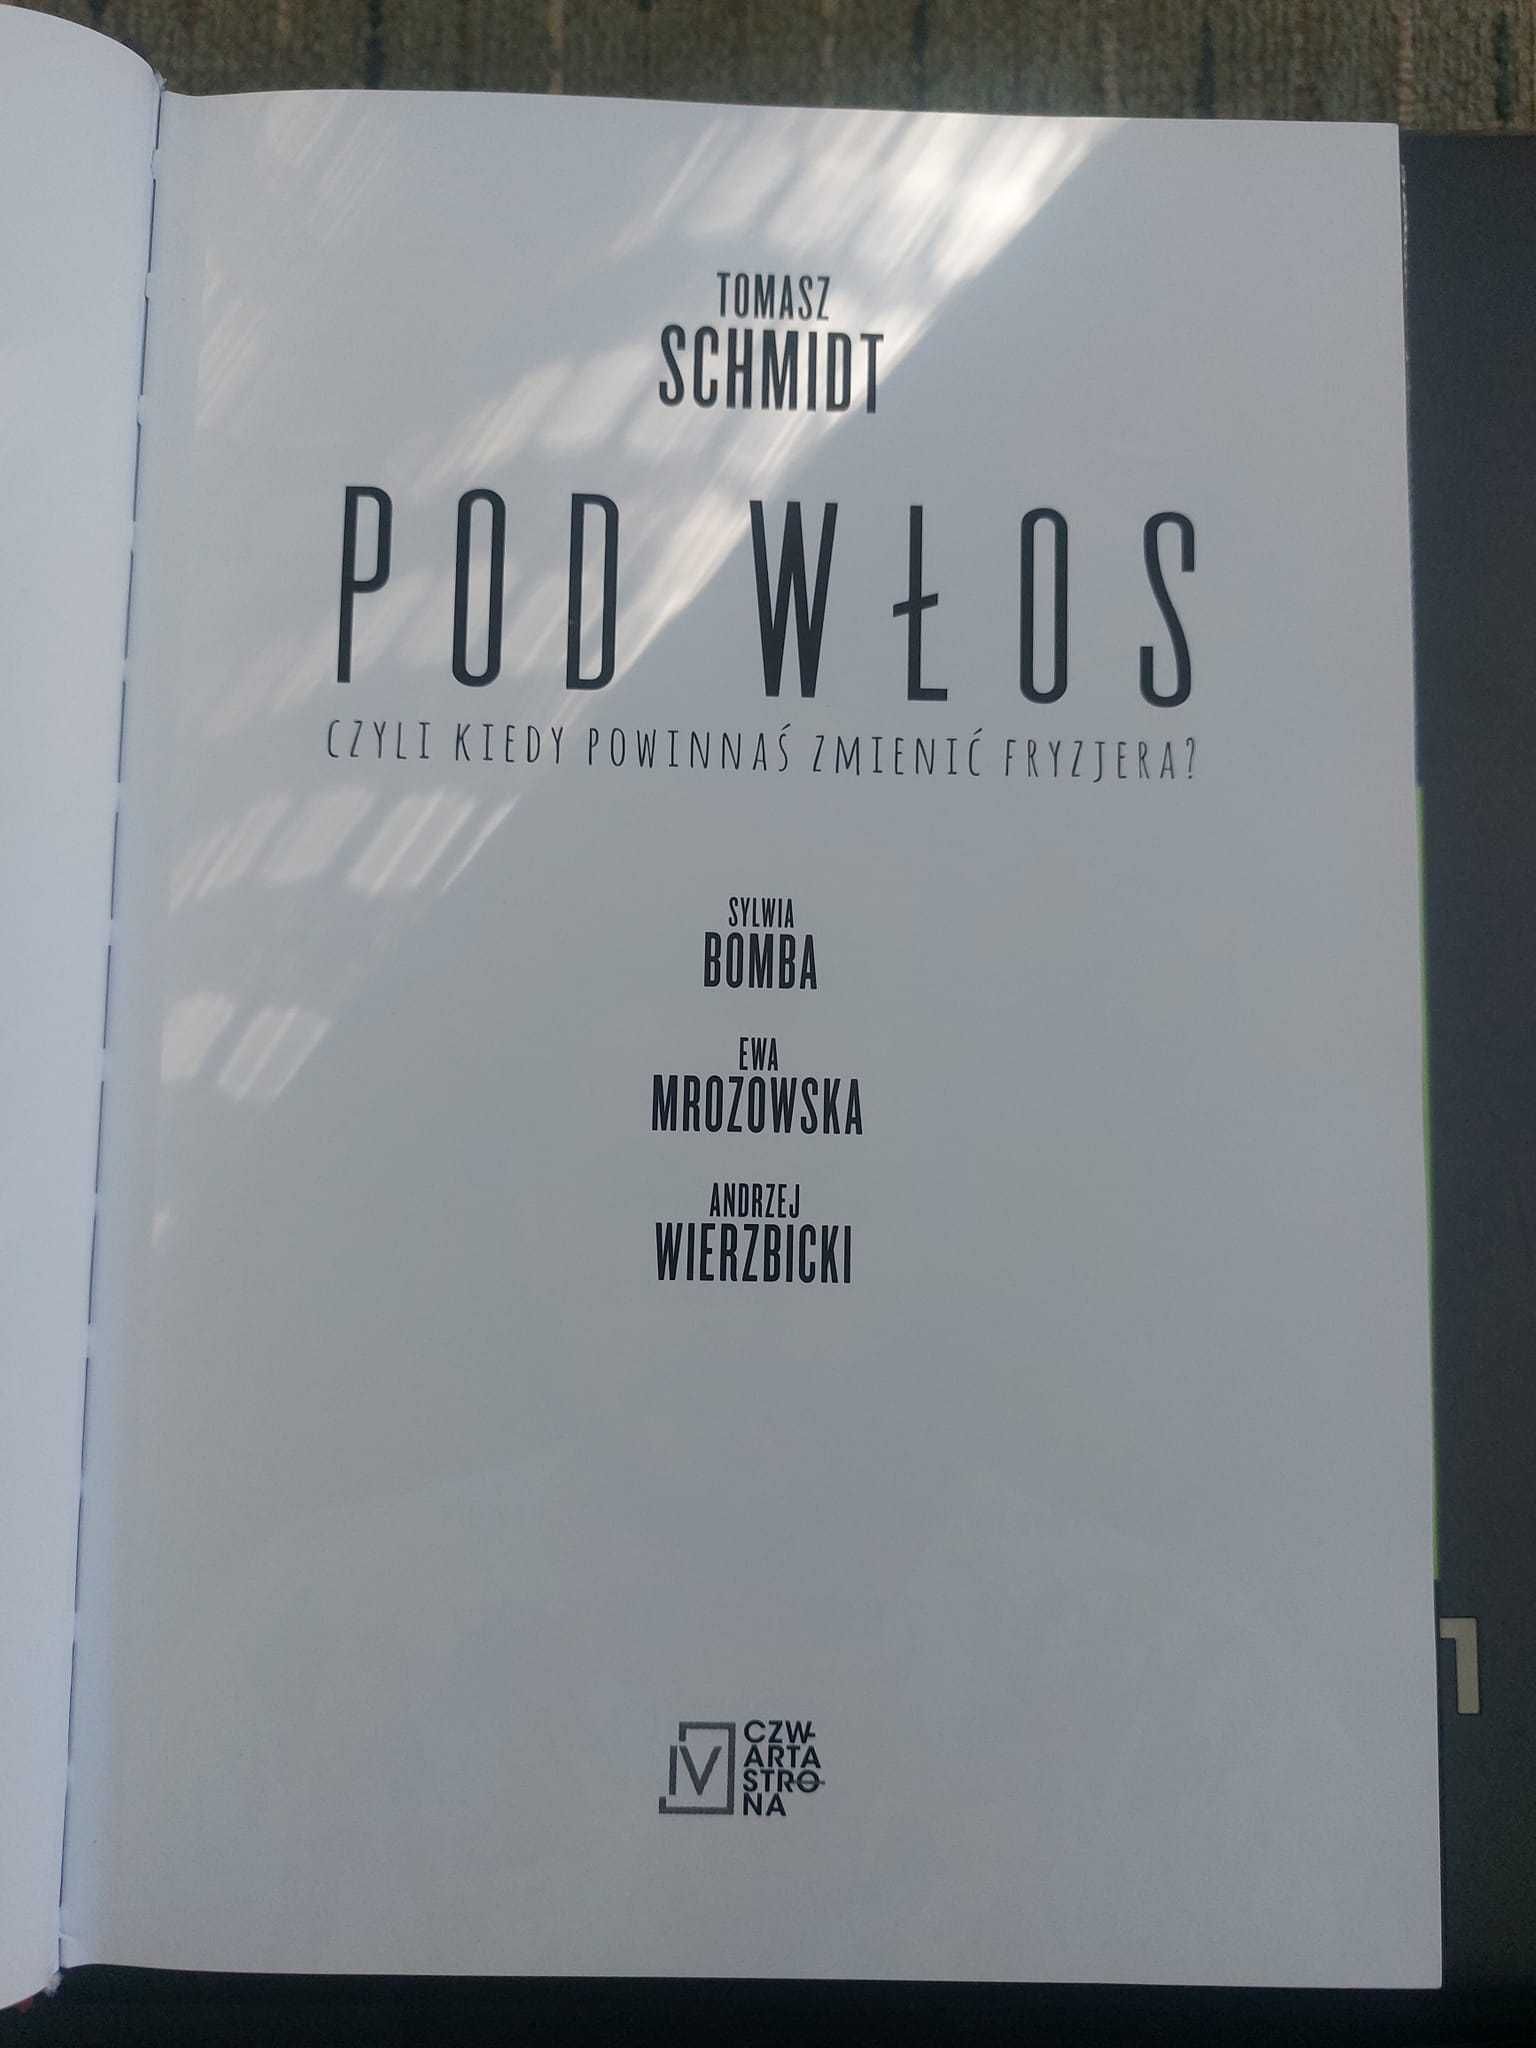 TOMASZ
SCHMIDT
POD WŁOS
CZYLI KIEDY POWINNAŚ ZMIENIĆ FRYZJERA?
SYLWIA
BOMBA
EWA
MROZOWSKA
ANDRZEJ
WIERZBICKI
IV
CZW-
ARTA
STRO-
NA